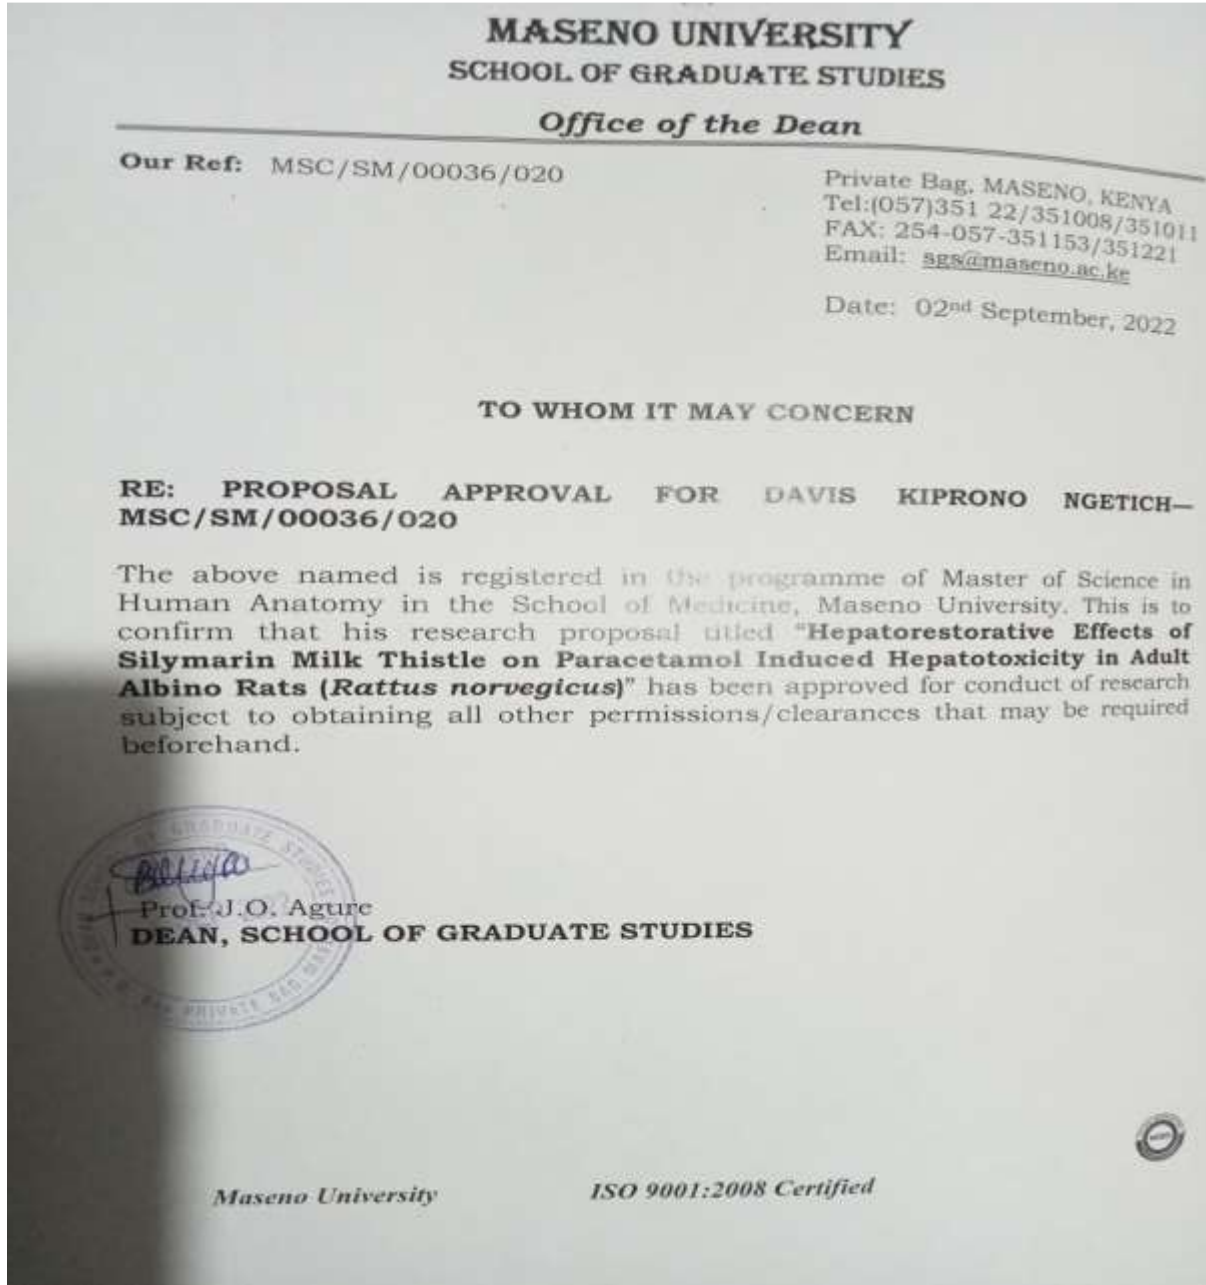 MASENO UNIVERSITY
SCHOOL OF GRADUATE STUDIES
Office of the Dean
Our Ref: MSC/SM/00036/020
Private Bag, MASENO, KENYA
Tel:(057)351 22/351008/351011
FAX: 254-057-351153/351221
Email: sgs@maseno.ac.ke
Date: 02nd September, 2022
TO WHOM IT MAY CONCERN
RE: PROPOSAL APPROVAL FOR DAVIS KIPRONO NGETICH—
MSC/SM/00036/020
The above named is registered in the programme of Master of Science in
Human Anatomy in the School of Medicine, Maseno University. This is to
confirm that his research proposal titled "Hepatorestorative Effects of
Silymarin Milk Thistle on Paracetamol Induced Hepatotoxicity in Adult
Albino Rats (Rattus norvegicus)" has been approved for conduct of research
subject to obtaining all other permissions/clearances that may be required
beforehand.
OF GRADUATE STUDIES
Prof. J.O. Agure
DEAN, SCHOOL OF GRADUATE STUDIES
PRIVATE BAG
Maseno University ISO 9001:2008 Certified